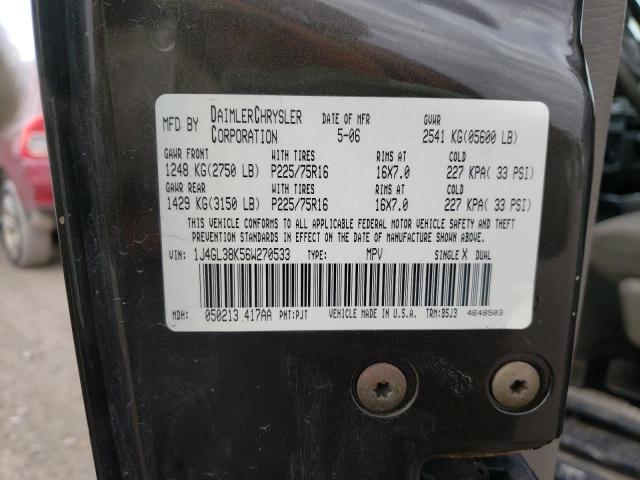 MFD BY DAIMLERCHRYSLER CORPORATION DATE OF MFR 5-06 GVWR 2541 KG(05600 LB)
GAWR FRONT WITH TIRES RIMS AT COLD
1248 KG(2750 LB) P225/75R16 16X7.0 227 KPA( 33 PSI)
GAWR REAR WITH TIRES RIMS AT COLD
1429 KG(3150 LB) P225/75R16 16X7.0 227 KPA( 33 PSI)
THIS VEHICLE CONFORMS TO ALL APPLICABLE FEDERAL MOTOR VEHICLE SAFETY AND THEFT
PREVENTION STANDARDS IN EFFECT ON THE DATE OF MANUFACTURE SHOWN ABOVE.
VIN: 1J4GL38K56W270533 TYPE: MPV SINGLE X DUAL
MDH: 050213 417AA PNT:PJT VEHICLE MADE IN U.S.A. TRM:B5J3 4648503